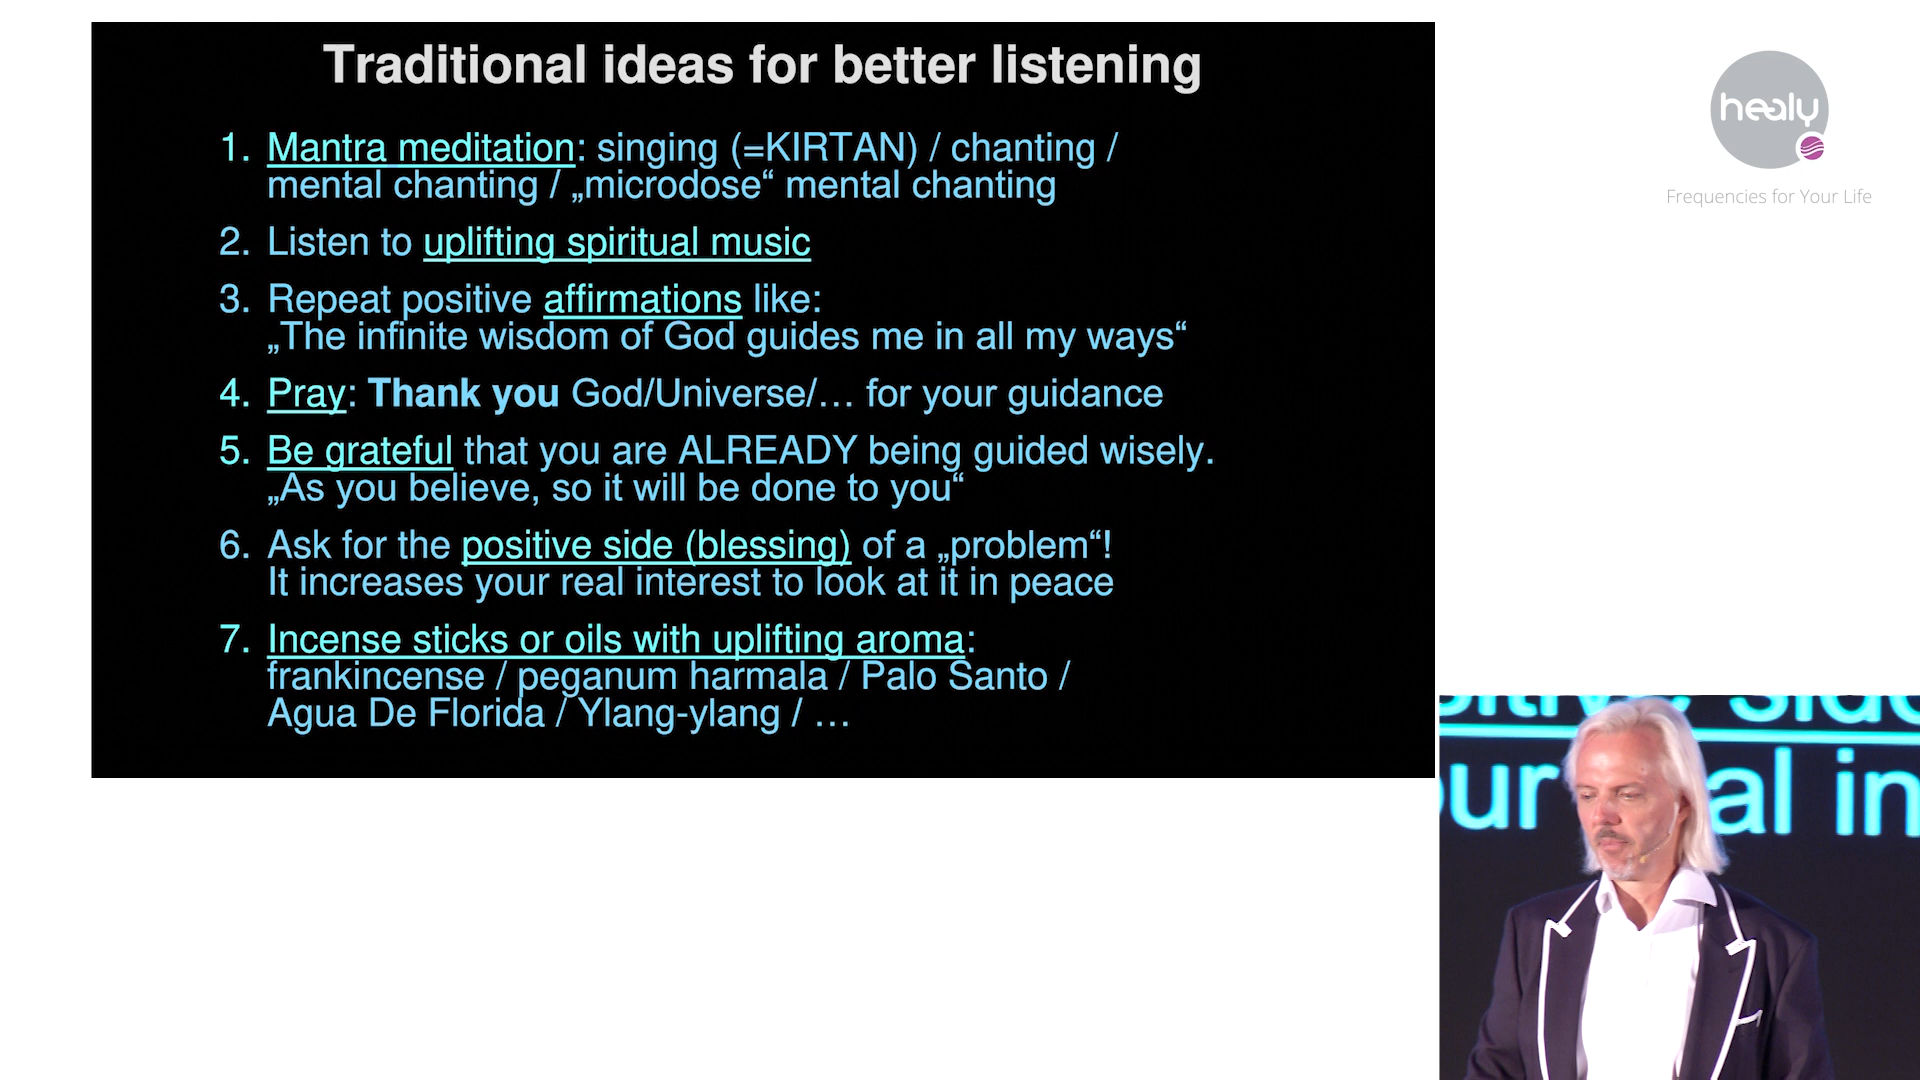 Traditional ideas for better listening
1. Mantra meditation: singing (=KIRTAN) / chanting /
mental chanting / „microdose“ mental chanting
2. Listen to uplifting spiritual music
3. Repeat positive affirmations like:
„The infinite wisdom of God guides me in all my ways“
4. Pray: Thank you God/Universe/… for your guidance
5. Be grateful that you are ALREADY being guided wisely.
„As you believe, so it will be done to you“
6. Ask for the positive side (blessing) of a „problem“!
It increases your real interest to look at it in peace
7. Incense sticks or oils with uplifting aroma:
frankincense / peganum harmala / Palo Santo /
Agua De Florida / Ylang-ylang / …
healy
Frequencies for Your Life
sitive side
our real in